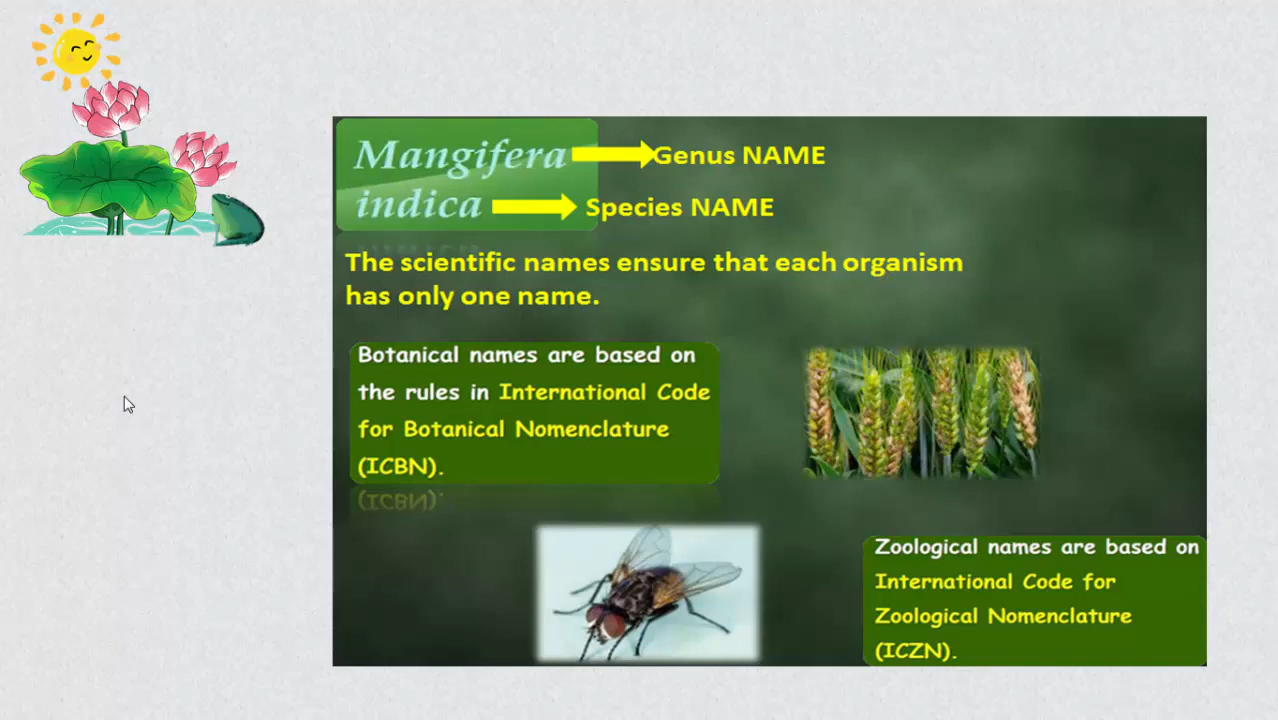 Mangifera Genus NAME
indica Species NAME
The scientific names ensure that each organism
has only one name.
Botanical names are based on
the rules in International Code
for Botanical Nomenclature
(ICBN).
Zoological names are based on
International Code for
Zoological Nomenclature
(ICZN).